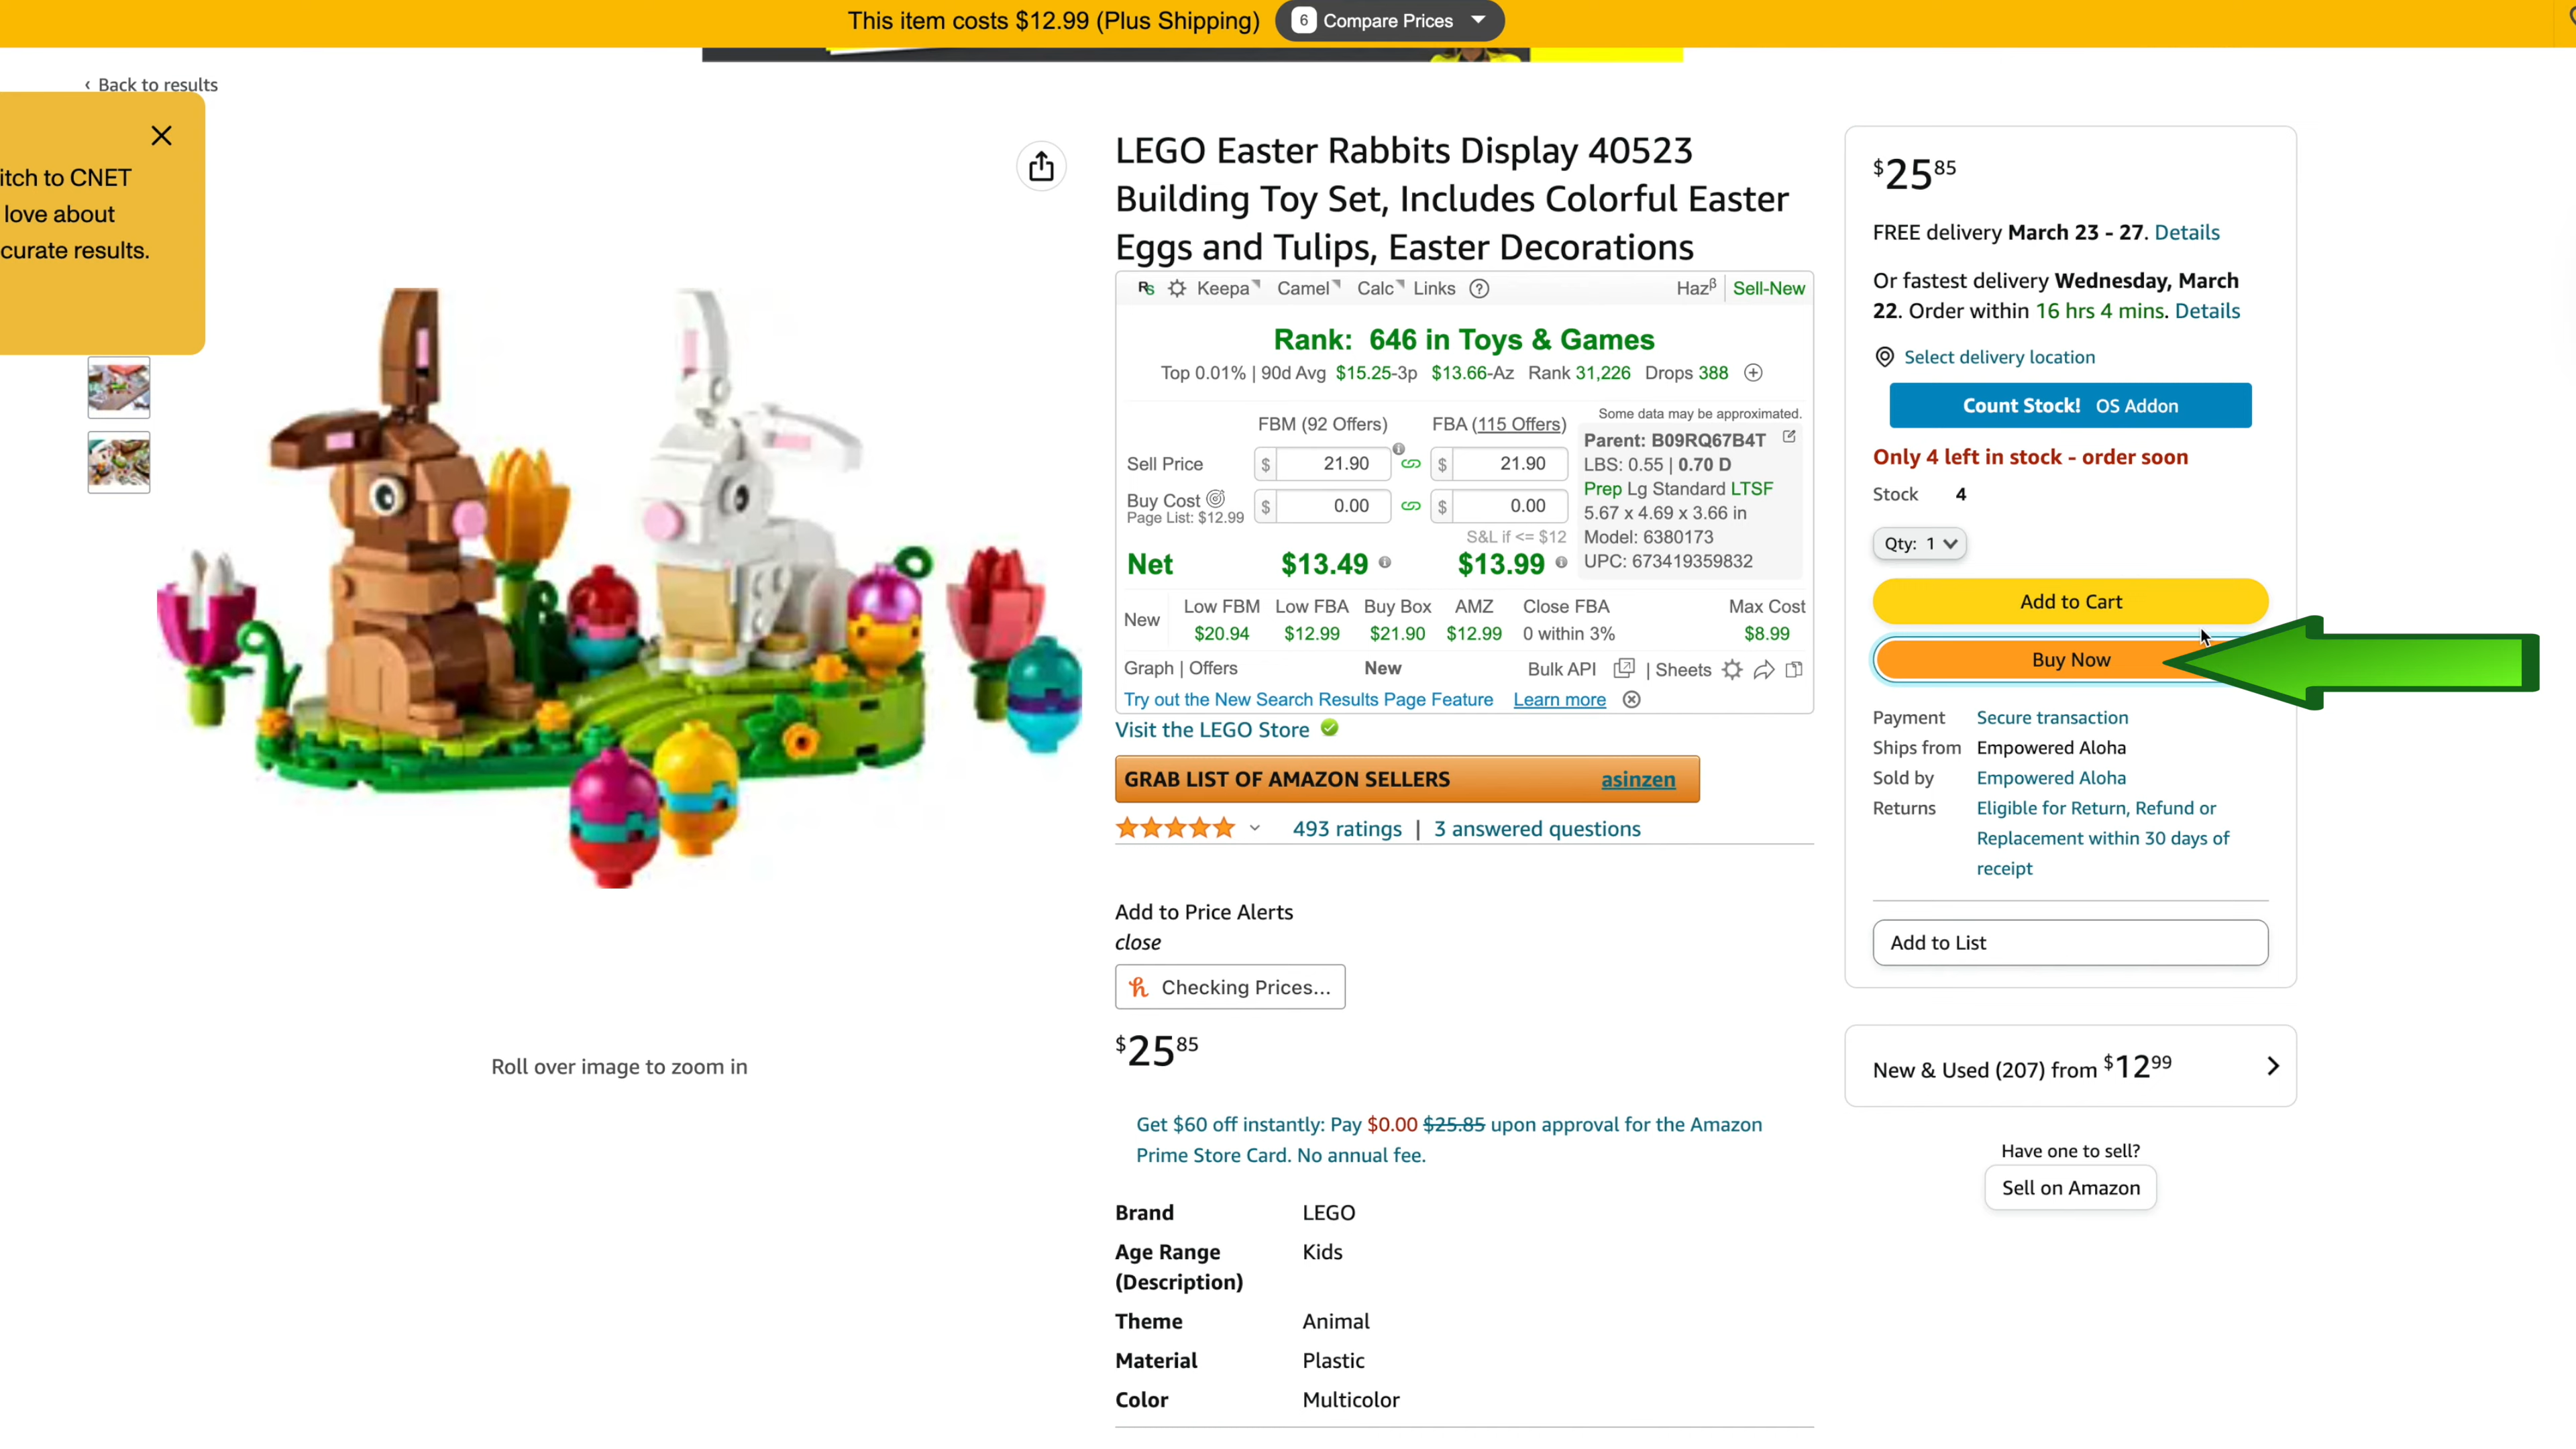 This item costs $12.99 (Plus Shipping) 6 Compare Prices
‹ Back to results
itch to CNET
love about
curate results.
Roll over image to zoom in
LEGO Easter Rabbits Display 40523
Building Toy Set, Includes Colorful Easter
Eggs and Tulips, Easter Decorations
RS Keepa Camel Calc Links ? Hazβ Sell-New
Rank: 646 in Toys & Games
Top 0.01% | 90d Avg $15.25-3p $13.66-Az Rank 31,226 Drops 388
FBM (92 Offers) FBA (115 Offers)
Sell Price $ 21.90 $ 21.90
Buy Cost $ 0.00 $ 0.00
Page List: $12.99
S&L if <= $12
Net $13.49 $13.99
Some data may be approximated.
Parent: B09RQ67B4T
LBS: 0.55 | 0.70 D
Prep Lg Standard LTSF
5.67 x 4.69 x 3.66 in
Model: 6380173
UPC: 673419359832
Low FBM Low FBA Buy Box AMZ Close FBA Max Cost
New $20.94 $12.99 $21.90 $12.99 0 within 3% $8.99
Graph | Offers New Bulk API | Sheets
Try out the New Search Results Page Feature Learn more
Visit the LEGO Store
GRAB LIST OF AMAZON SELLERS asinzen
493 ratings | 3 answered questions
Add to Price Alerts
close
Checking Prices...
$25 85
Get $60 off instantly: Pay $0.00 $25.85 upon approval for the Amazon
Prime Store Card. No annual fee.
Brand LEGO
Age Range Kids
(Description)
Theme Animal
Material Plastic
Color Multicolor
$25 85
FREE delivery March 23 - 27. Details
Or fastest delivery Wednesday, March
22. Order within 16 hrs 4 mins. Details
Select delivery location
Count Stock! OS Addon
Only 4 left in stock - order soon
Stock 4
Qty: 1
Add to Cart
Buy Now
Payment Secure transaction
Ships from Empowered Aloha
Sold by Empowered Aloha
Returns Eligible for Return, Refund or
Replacement within 30 days of
receipt
Add to List
New & Used (207) from $12 99
Have one to sell?
Sell on Amazon